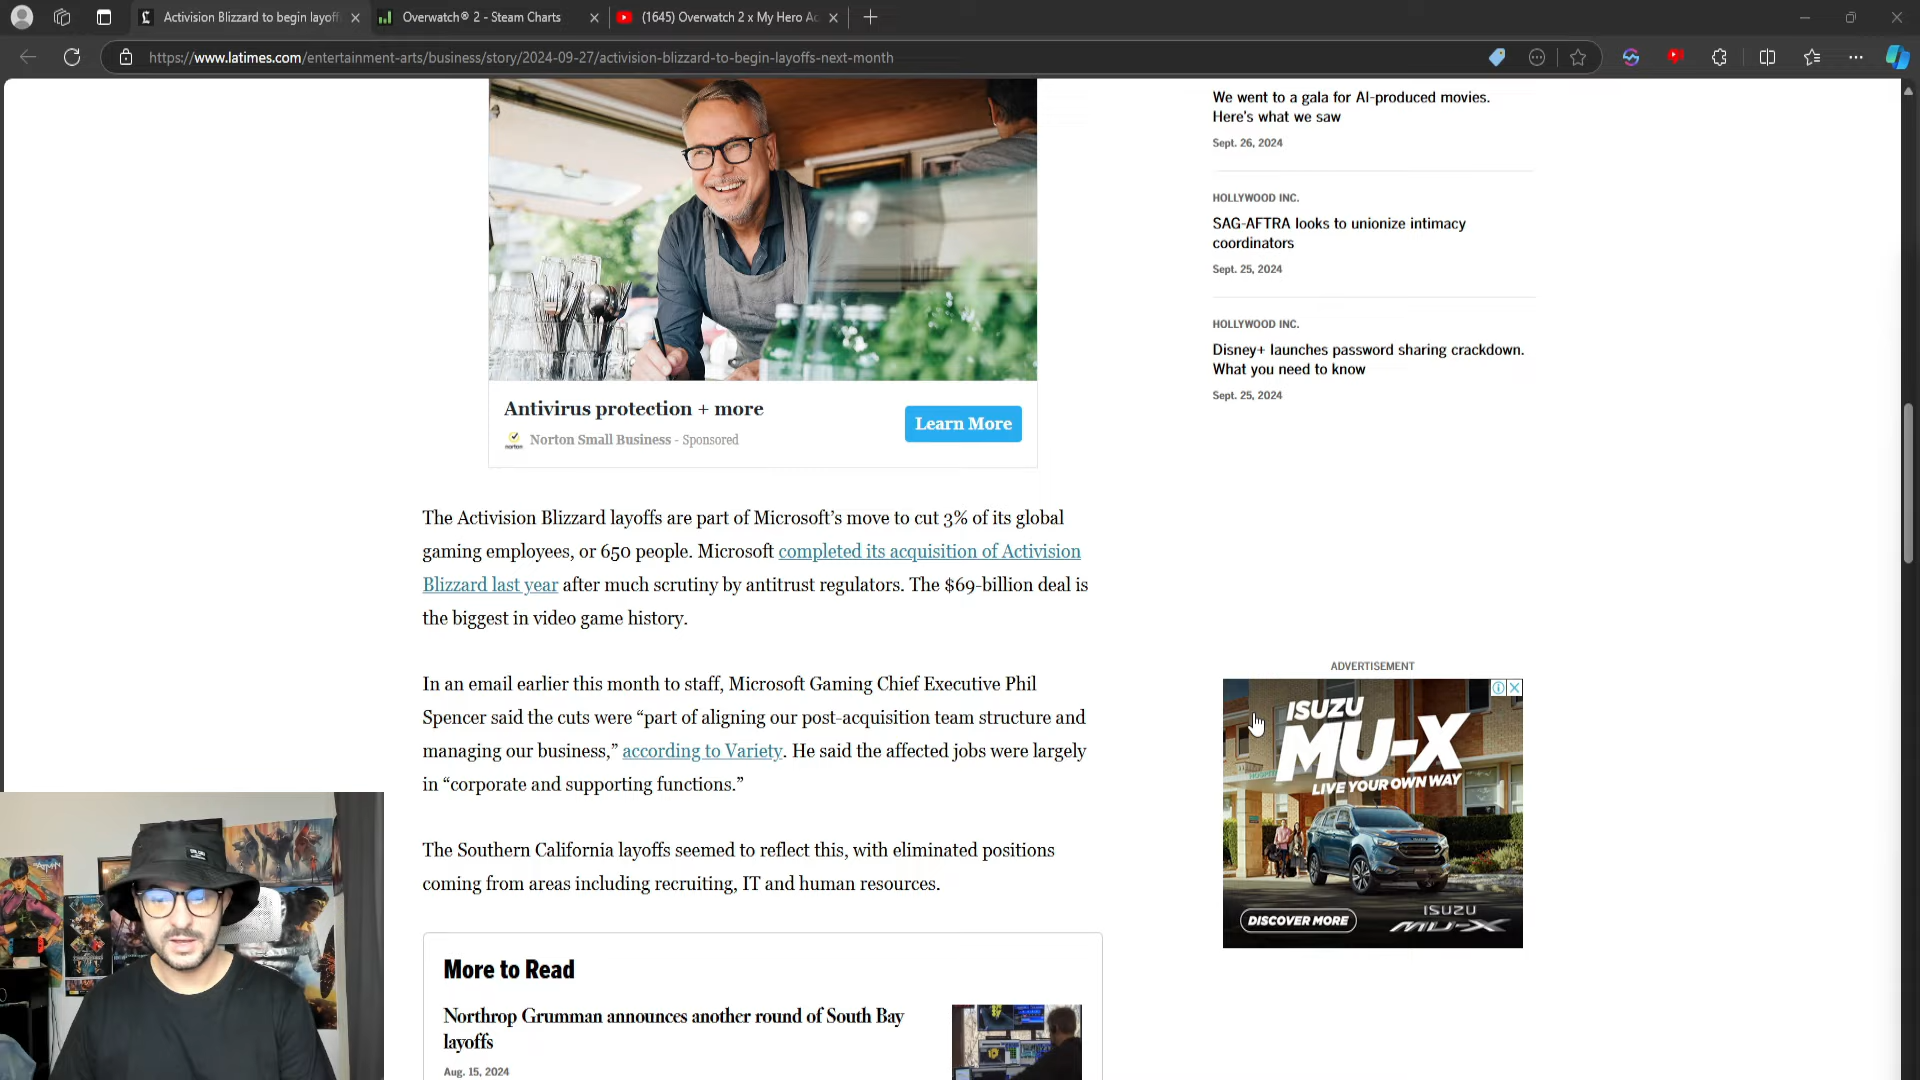 Activision Blizzard to begin layof
Overwatch® 2 - Steam Charts
(1645) Overwatch 2 x My Hero Ac
https://www.latimes.com/entertainment-arts/business/story/2024-09-27/activision-blizzard-to-begin-layoffs-next-month
Antivirus protection + more
norton
Norton Small Business - Sponsored
Learn More
The Activision Blizzard layoffs are part of Microsoft’s move to cut 3% of its global
gaming employees, or 650 people. Microsoft completed its acquisition of Activision
Blizzard last year after much scrutiny by antitrust regulators. The $69-billion deal is
the biggest in video game history.
In an email earlier this month to staff, Microsoft Gaming Chief Executive Phil
Spencer said the cuts were “part of aligning our post-acquisition team structure and
managing our business,” according to Variety. He said the affected jobs were largely
in “corporate and supporting functions.”
The Southern California layoffs seemed to reflect this, with eliminated positions
coming from areas including recruiting, IT and human resources.
More to Read
Northrop Grumman announces another round of South Bay
layoffs
Aug. 15, 2024
We went to a gala for AI-produced movies.
Here’s what we saw
Sept. 26, 2024
HOLLYWOOD INC.
SAG-AFTRA looks to unionize intimacy
coordinators
Sept. 25, 2024
HOLLYWOOD INC.
Disney+ launches password sharing crackdown.
What you need to know
Sept. 25, 2024
ADVERTISEMENT
ISUZU
MU-X
LIVE YOUR OWN WAY
DISCOVER MORE
ISUZU
MU-X